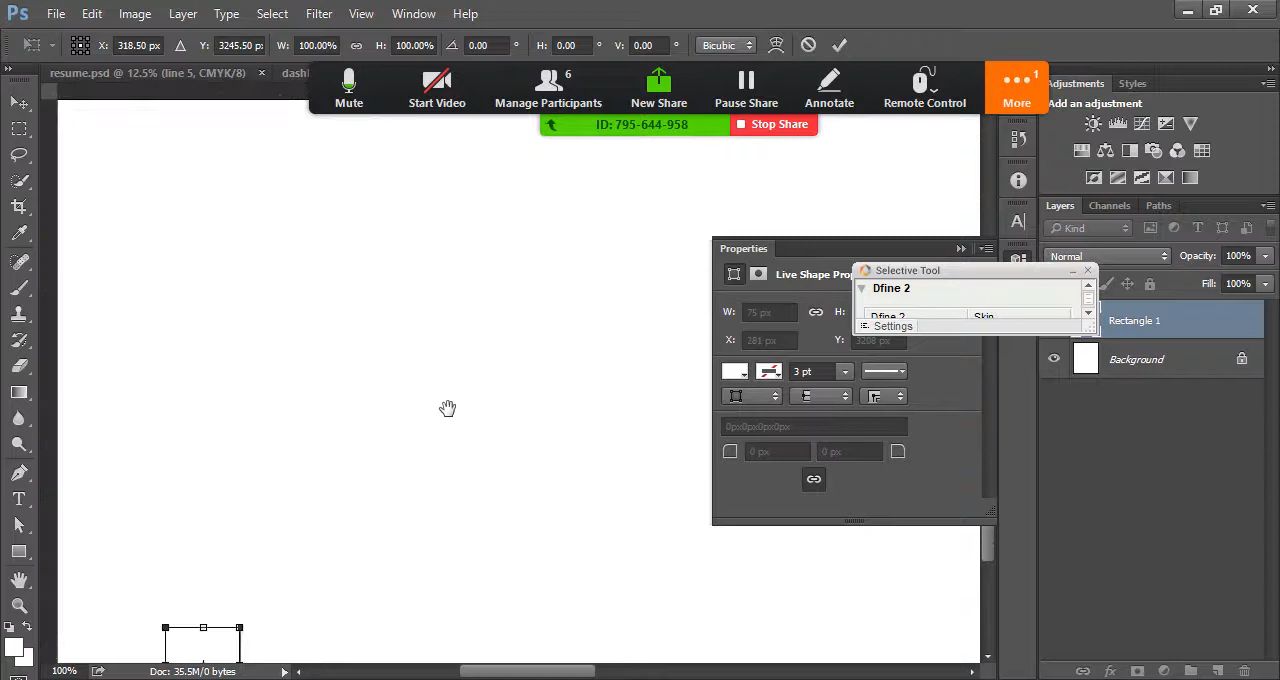 Ps File Edit Image Layer Type Select Filter View Window Help
X: 318.50 px Y: 3245.50 px W: 100.00% H: 100.00% 0.00 ° H: 0.00 ° V: 0.00 ° Bicubic
resume.psd @ 12.5% (line 5, CMYK/8) × dash
Mute Start Video 6 Manage Participants New Share Pause Share Annotate Remote Control 1 More
ID: 795-644-958 Stop Share
Adjustments Styles
Add an adjustment
Layers Channels Paths
Kind
Normal Opacity: 100%
Fill: 100%
Rectangle 1
Background
Properties
Live Shape Prop
W: 75 px H:
X: 281 px Y: 3208 px
3 pt
0px0px0px0px
0 px 0 px
Selective Tool
Dfine 2
Dfine 2 Skin
Settings
100% Doc: 35.5M/0 bytes